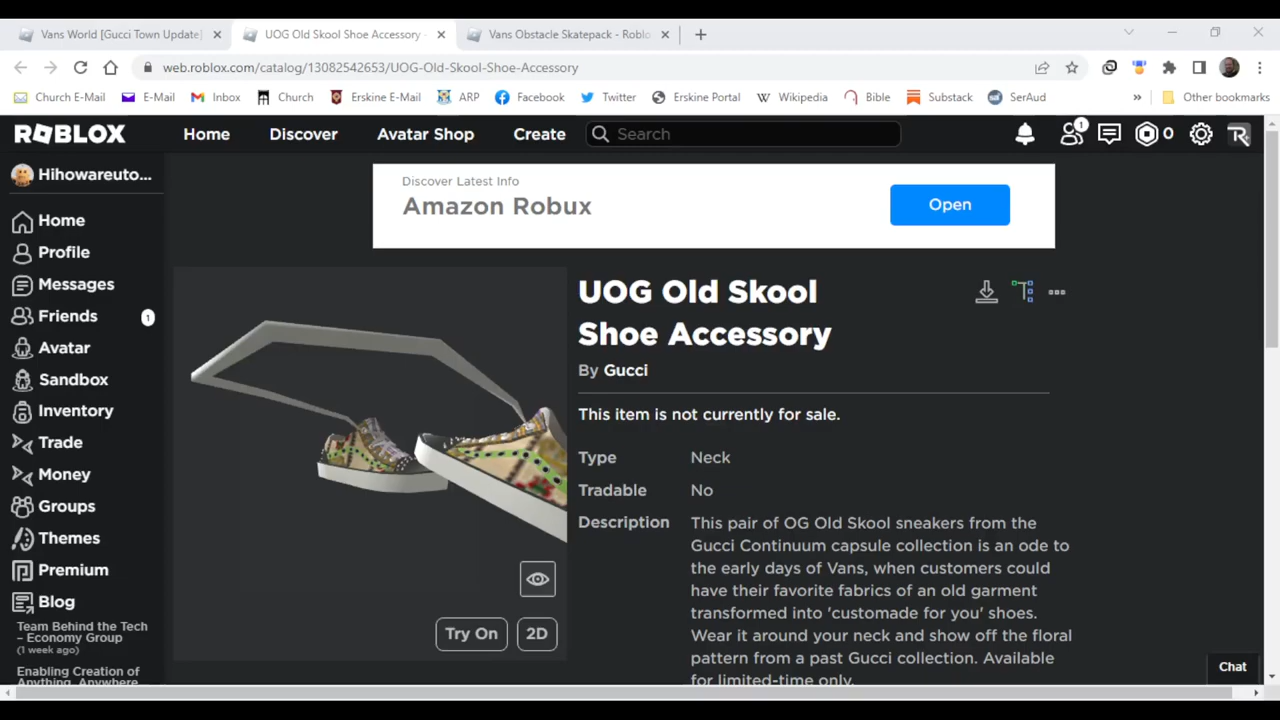 Vans World [Gucci Town Update]
UOG Old Skool Shoe Accessory -
Vans Obstacle Skatepack - Roblo
web.roblox.com/catalog/13082542653/UOG-Old-Skool-Shoe-Accessory
Church E-Mail
E-Mail
Inbox
Church
Erskine E-Mail
ARP
Facebook
Twitter
Erskine Portal
Wikipedia
Bible
Substack
SerAud
»
Other bookmarks
ROBLOX
Home
Discover
Avatar Shop
Create
Search
1
0
Hihowareuto...
Home
Profile
Messages
Friends
1
Avatar
Sandbox
Inventory
Trade
Money
Groups
Themes
Premium
Blog
Team Behind the Tech
– Economy Group
(1 week ago)
Enabling Creation of
Anything, Anywhere
Discover Latest Info
Amazon Robux
Open
Try On
2D
UOG Old Skool
Shoe Accessory
By Gucci
This item is not currently for sale.
Type Neck
Tradable No
Description This pair of OG Old Skool sneakers from the
Gucci Continuum capsule collection is an ode to
the early days of Vans, when customers could
have their favorite fabrics of an old garment
transformed into 'customade for you' shoes.
Wear it around your neck and show off the floral
pattern from a past Gucci collection. Available
for limited-time only.
Chat